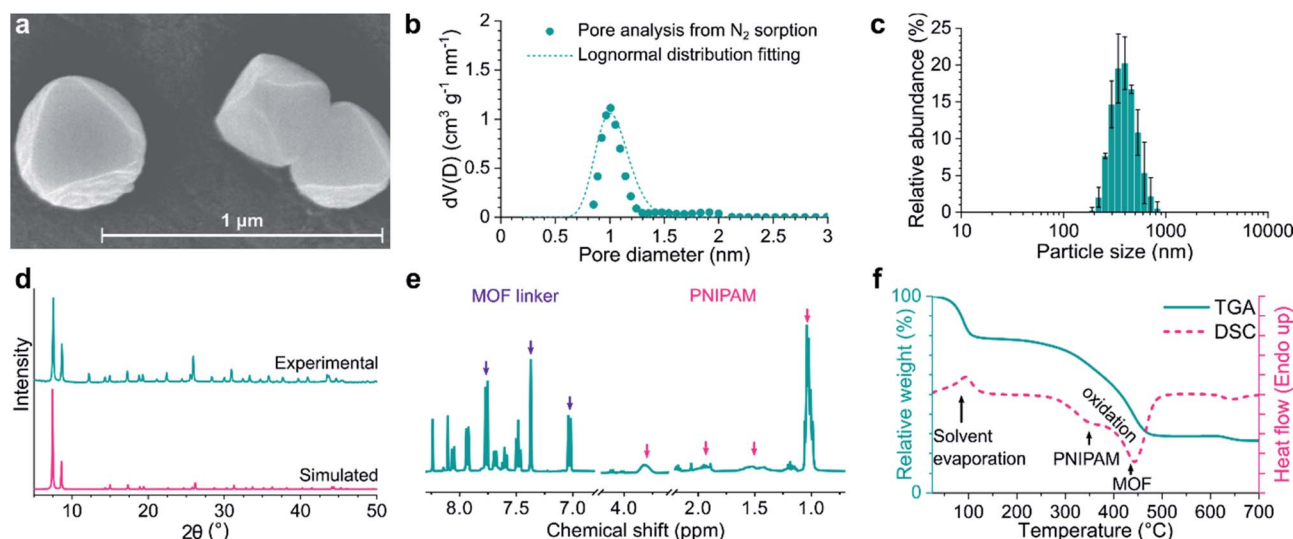 a
1 µm
b
dV(D) (cm³ g⁻¹ nm⁻¹)
2
1.5
1
0.5
0
Pore analysis from N₂ sorption
Lognormal distribution fitting
0 0.5 1 1.5 2 2.5 3
Pore diameter (nm)
c
Relative abundance (%)
25
20
15
10
5
0
10 100 1000 10000
Particle size (nm)
d
Intensity
Experimental
Simulated
10 20 30 40 50
2θ (°)
e
MOF linker PNIPAM
8.0 7.5 7.0 4.0 2.0 1.5 1.0
Chemical shift (ppm)
f
Relative weight (%)
100
0
TGA
DSC
Solvent
evaporation
oxidation
PNIPAM
MOF
100 200 300 400 500 600 700
Temperature (°C)
Heat flow (Endo up)